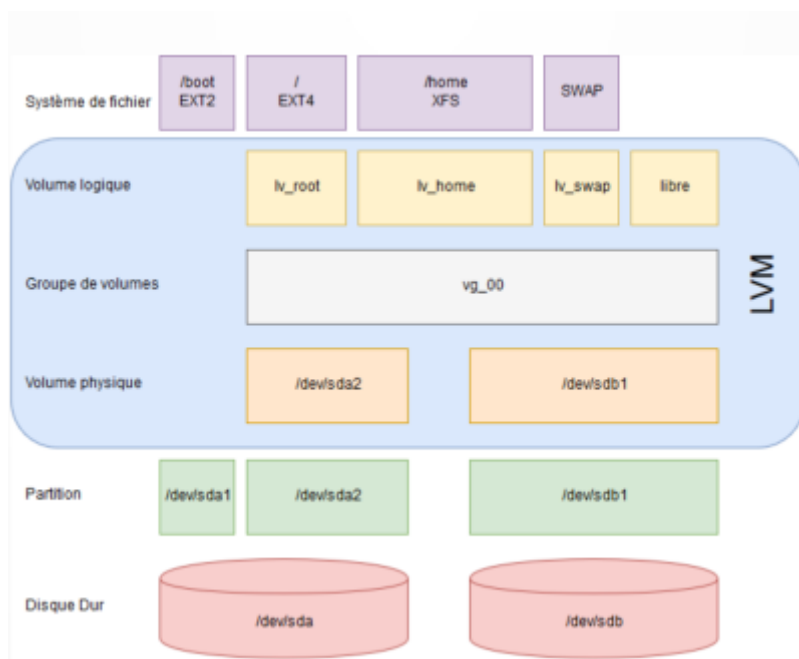 /boot
EXT2
/
EXT4
/home
XFS
SWAP
Système de fichier
Volume logique
lv_root
lv_home
lv_swap
libre
Groupe de volumes
vg_00
LVM
Volume physique
/dev/sda2
/dev/sdb1
Partition
/dev/sda1
/dev/sda2
/dev/sdb1
Disque Dur
/dev/sda
/dev/sdb